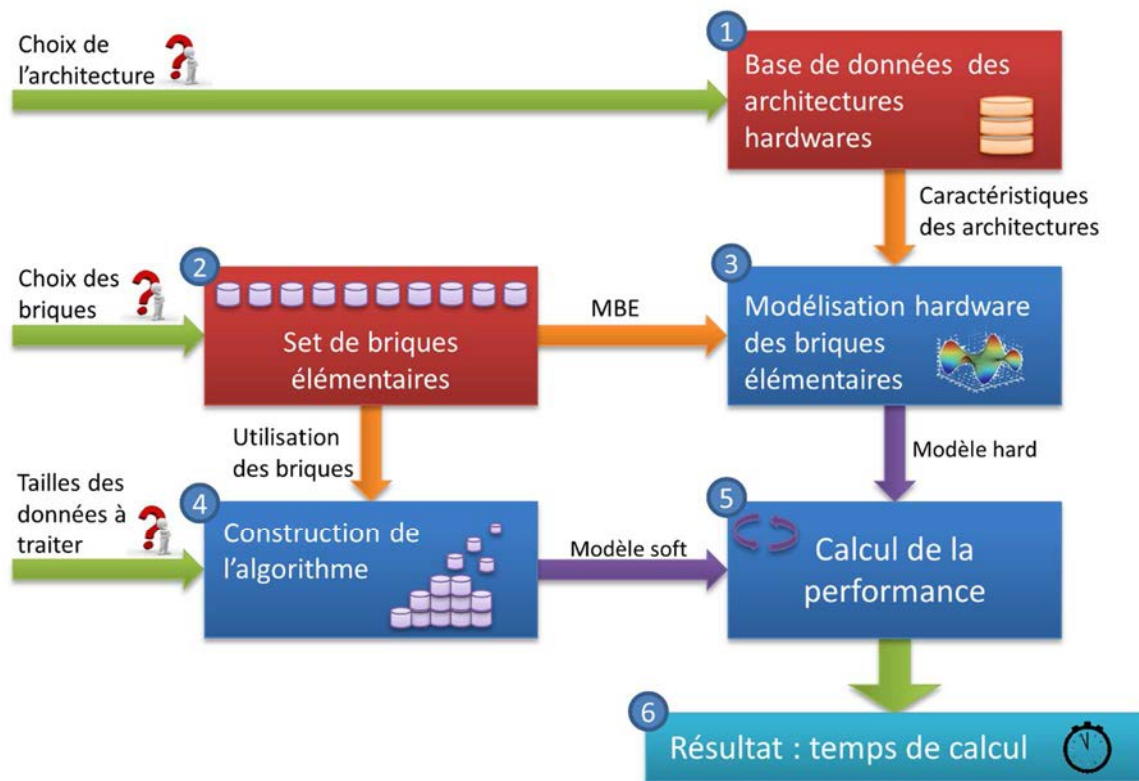 Choix de
l'architecture
1
Base de données des
architectures
hardwares
Caractéristiques
des architectures
Choix des
briques
2
Set de briques
élémentaires
MBE
3
Modélisation hardware
des briques
élémentaires
Utilisation
des briques
Modèle hard
Tailles des
données à
traiter
4
Construction de
l'algorithme
Modèle soft
5
Calcul de la
performance
6
Résultat : temps de calcul